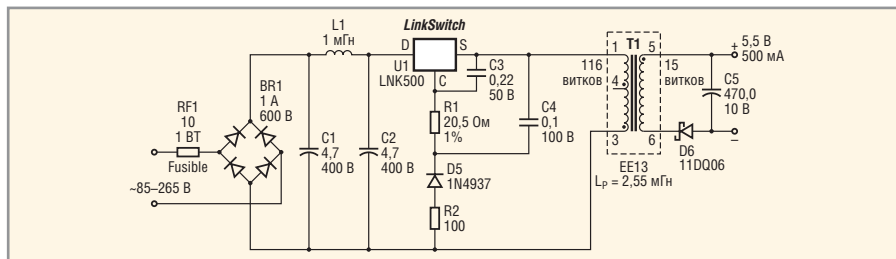 LinkSwitch
L1
1 мГн
D
S
U1
LNK500
C
C3
0,22
50 В
C4
0,1
100 В
R1
20,5 Ом
1%
D5
1N4937
R2
100
RF1
10
1 ВТ
Fusible
BR1
1 А
600 В
~85–265 В
C1
4,7
400 В
C2
4,7
400 В
T1
1
5
116
витков
4
15
витков
3
6
EE13
LP = 2,55 мГн
+ 5,5 В
500 мА
C5
470,0
10 В
–
D6
11DQ06